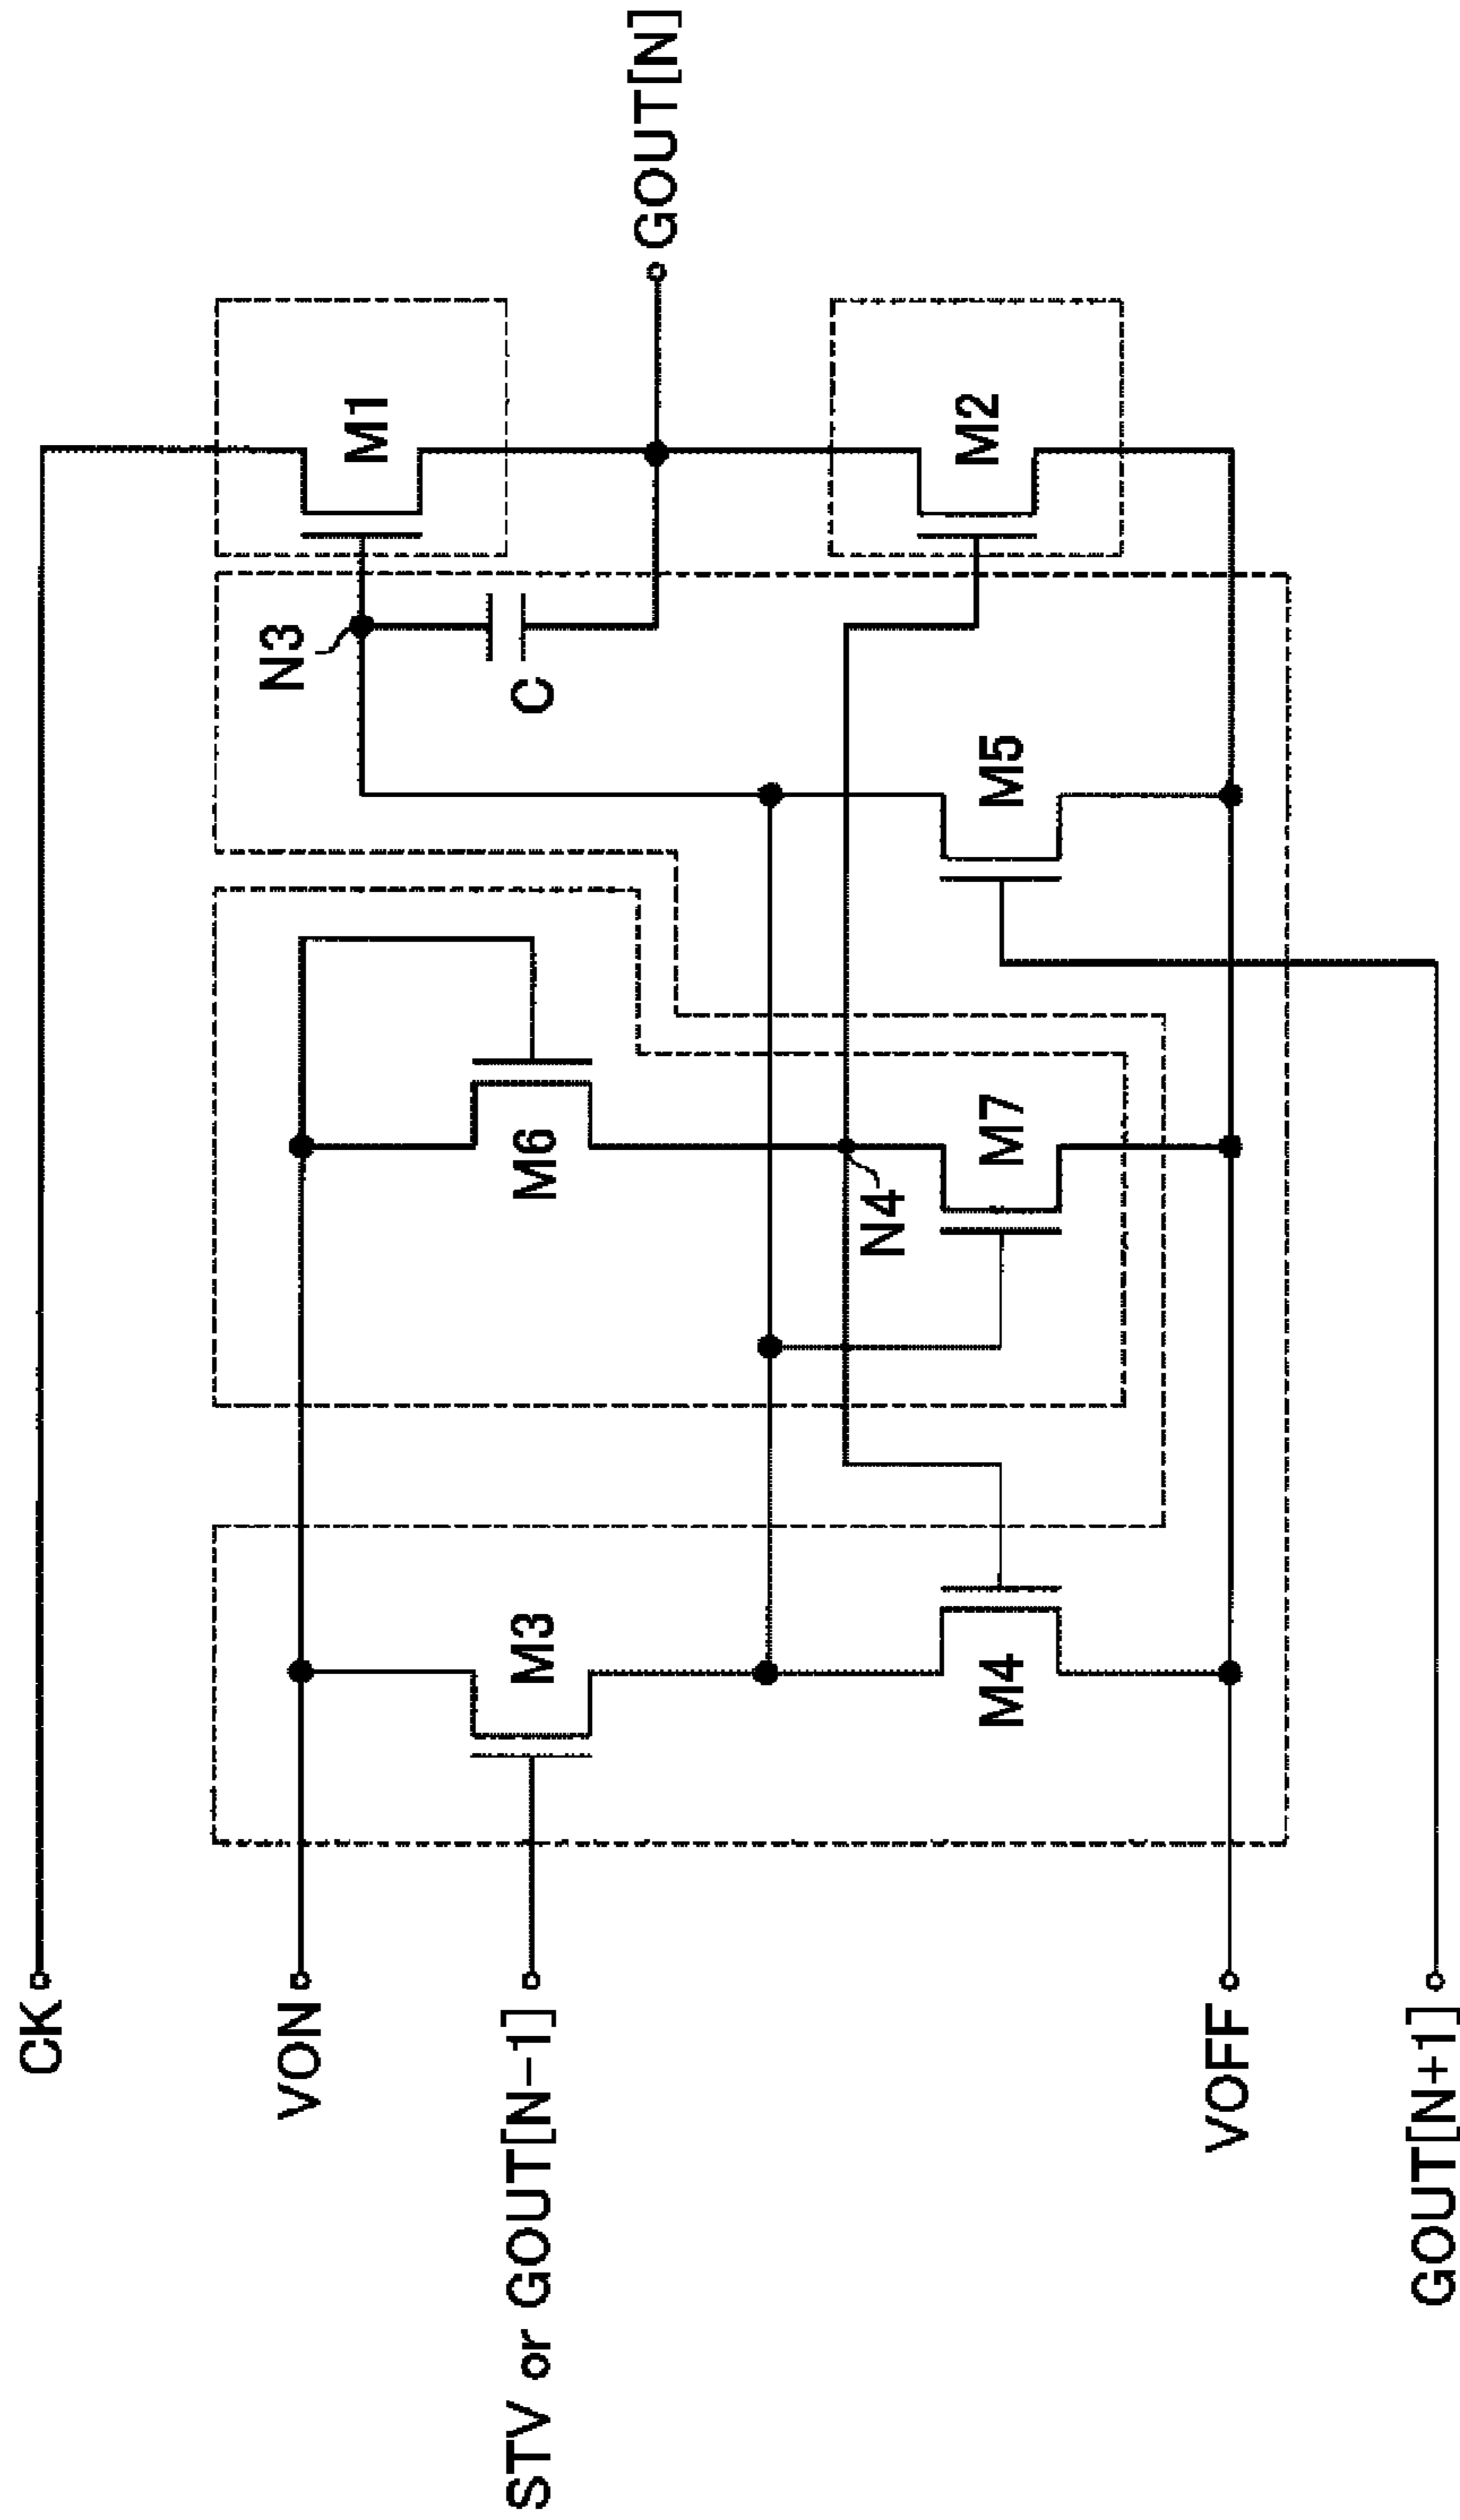 CK
VON
STV or GOUT[N-1]
VOFF
GOUT[N+1]
M3
M4
M6
M7
N4
M5
N3
C
M1
M2
GOUT[N]